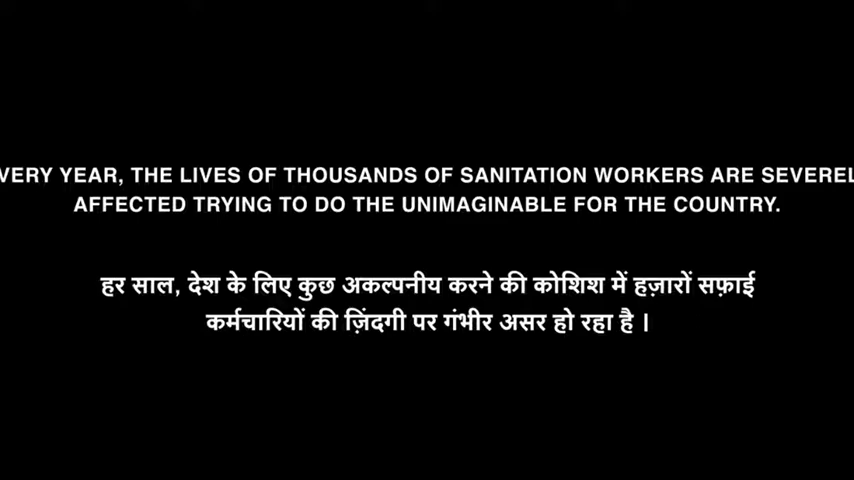 VERY YEAR, THE LIVES OF THOUSANDS OF SANITATION WORKERS ARE SEVEREL
AFFECTED TRYING TO DO THE UNIMAGINABLE FOR THE COUNTRY.
हर साल, देश के लिए कुछ अकल्पनीय करने की कोशिश में हज़ारों सफ़ाई
कर्मचारियों की ज़िंदगी पर गंभीर असर हो रहा है ।